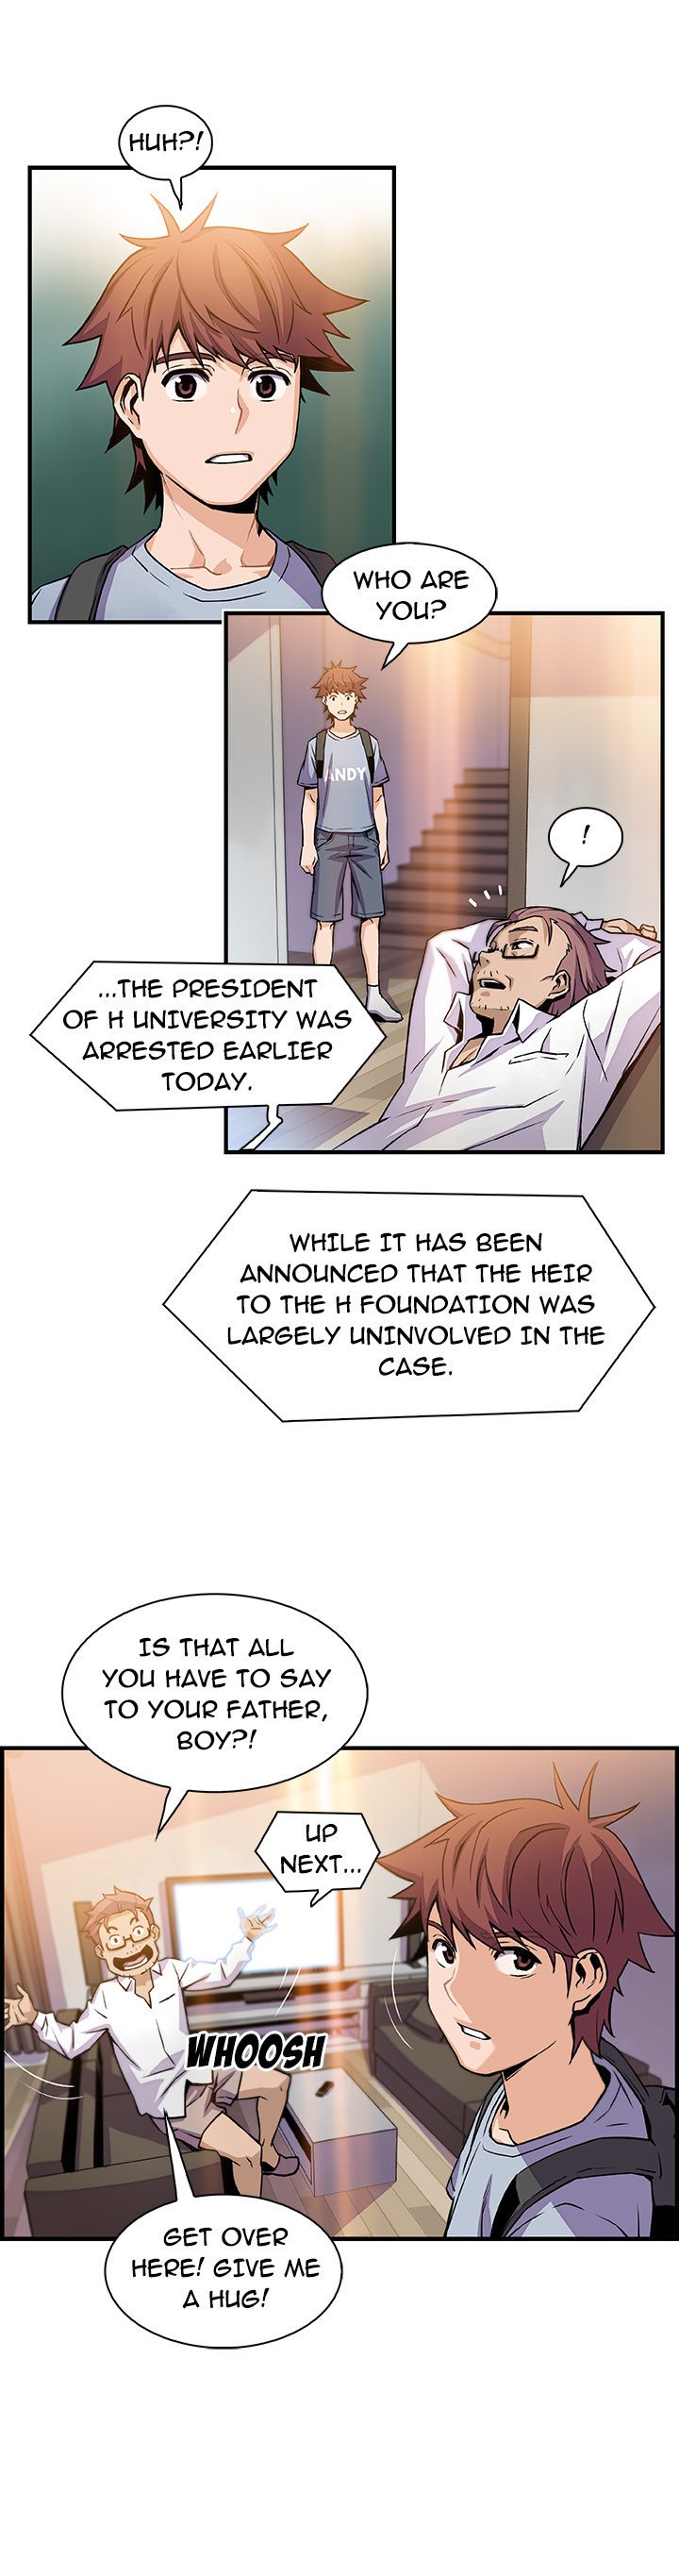 HUH?!
WHO ARE
YOU?
ANDY
!
...THE PRESIDENT
OF H UNIVERSITY WAS
ARRESTED EARLIER
TODAY.
WHILE IT HAS BEEN
ANNOUNCED THAT THE HEIR
TO THE H FOUNDATION WAS
LARGELY UNINVOLVED IN THE
CASE.
IS THAT ALL
YOU HAVE TO SAY
TO YOUR FATHER,
BOY?!
UP
NEXT...
WHOOSH
GET OVER
HERE! GIVE ME
A HUG!